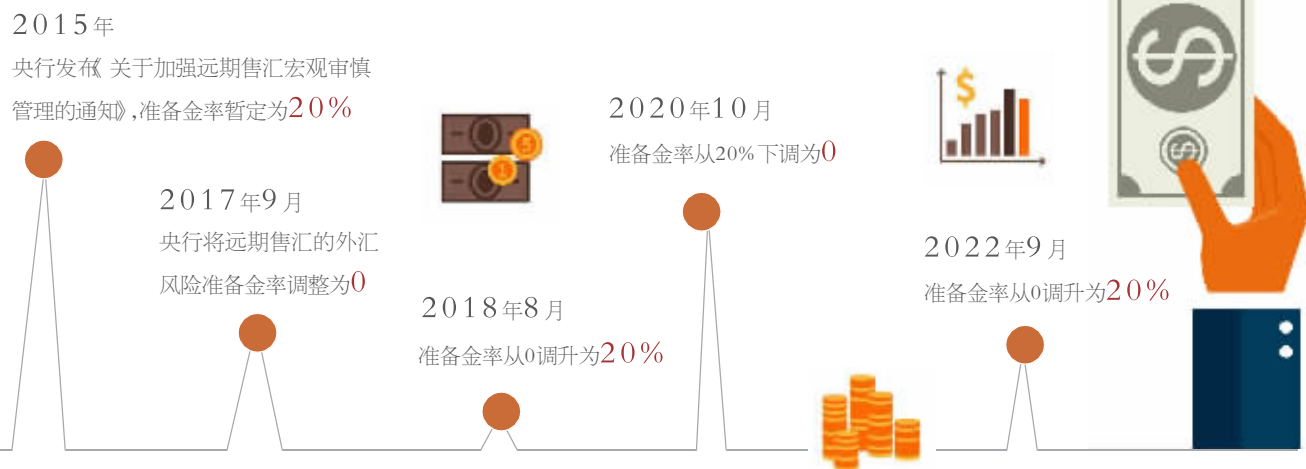 2015年
央行发布《关于加强远期售汇宏观审慎
管理的通知》,准备金率暂定为20%
2017年9月
央行将远期售汇的外汇
风险准备金率调整为0
2018年8月
准备金率从0调升为20%
2020年10月
准备金率从20%下调为0
2022年9月
准备金率从0调升为20%
$